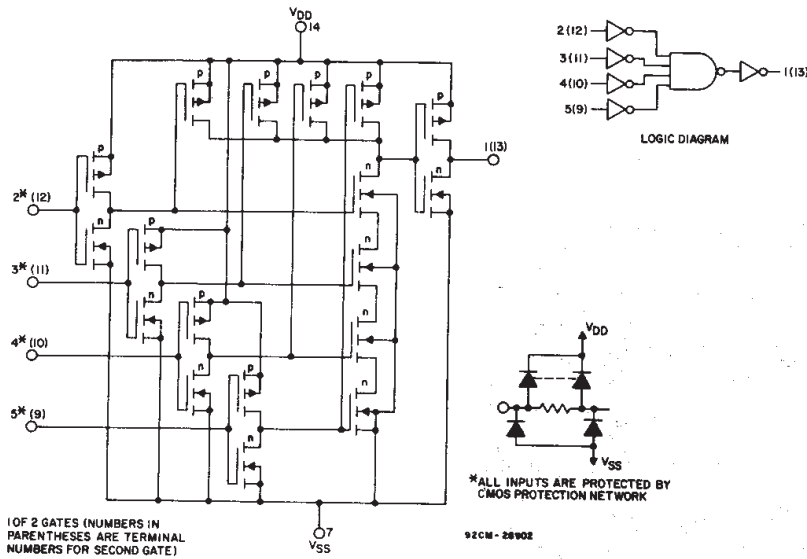 VDD
14
p
p
p
p
p
n
1(13)
n
p
2*(12)
n
p
n
3*(11)
n
p
n
4*(10)
n
p
n
5*(9)
n
7
VSS
1 OF 2 GATES (NUMBERS IN
PARENTHESES ARE TERMINAL
NUMBERS FOR SECOND GATE)
2(12)
3(11)
4(10)
5(9)
1(13)
LOGIC DIAGRAM
VDD
VSS
*ALL INPUTS ARE PROTECTED BY
CMOS PROTECTION NETWORK
92CM-28902